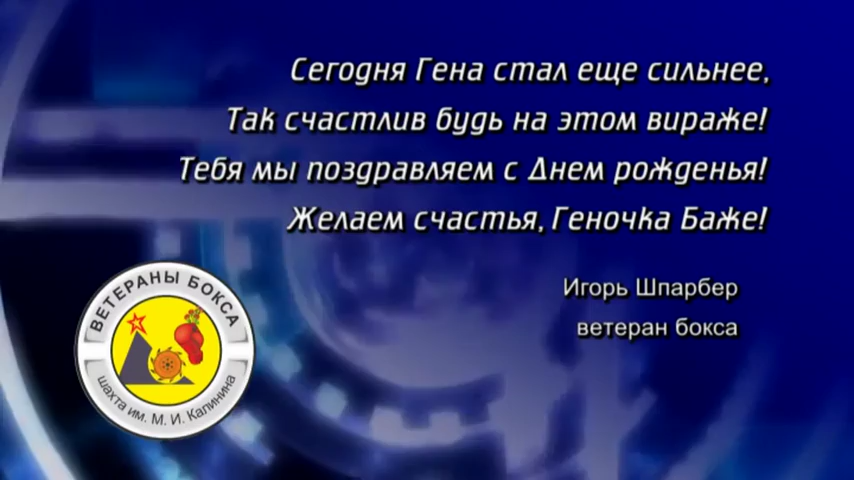 Сегодня Гена стал еще сильнее,
Так счастлив будь на этом вираже!
Тебя мы поздравляем с Днем рожденья!
Желаем счастья, Геночка Баже!
Игорь Шпарбер
ветеран бокса
ВЕТЕРАНЫ БОКСА
шахта им. М. И. Калинина